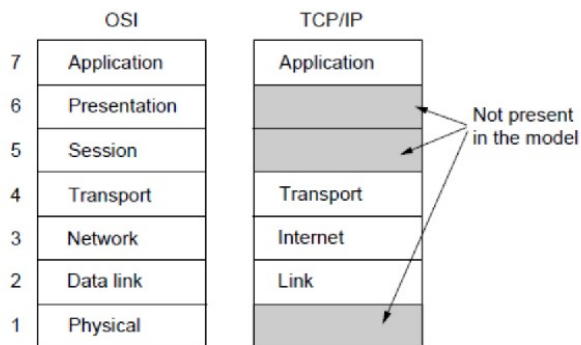 OSI TCP/IP
7 Application Application
6 Presentation
5 Session
Not present
in the model
4 Transport Transport
3 Network Internet
2 Data link Link
1 Physical